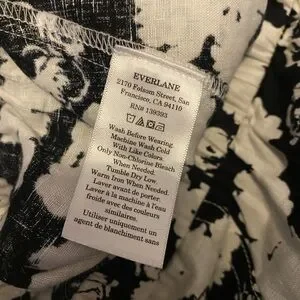 EVERLANE
2170 Folsom Street, San
Francisco, CA 94110
RN# 139393
Wash Before Wearing.
Machine Wash Cold
With Like Colors.
Only Non-Chlorine Bleach
When Needed.
Tumble Dry Low.
Warm Iron When Needed.
Laver avant de porter.
Laver à la machine à l'eau
froide avec des couleurs
similaires.
Utiliser uniquement un
agent de blanchiment sans